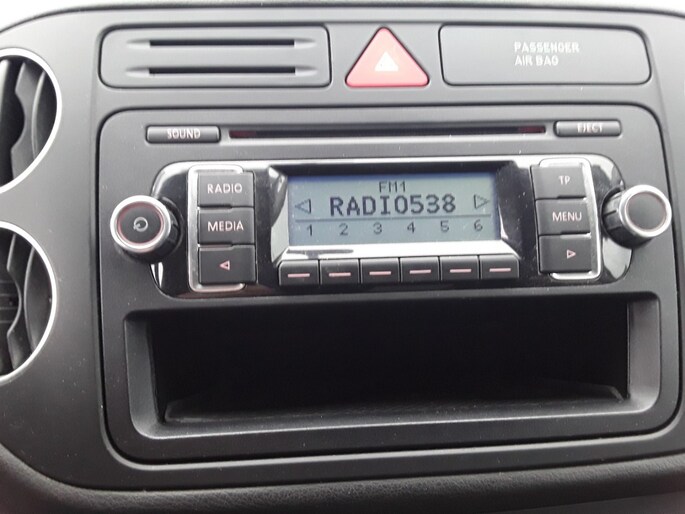 PASSENGER
AIR BAG
SOUND
EJECT
RADIO
FM1
TP
RADIO538
MEDIA
MENU
1 2 3 4 5 6